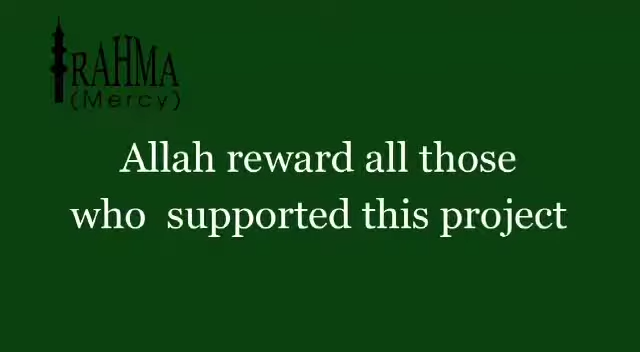 RAHMA
(Mercy)
Allah reward all those
who  supported this project